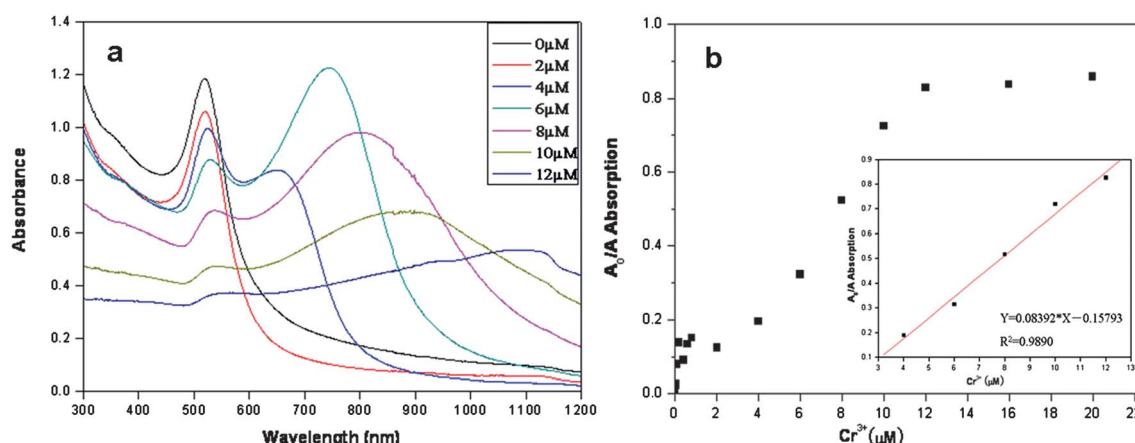 a
0μM
2μM
4μM
6μM
8μM
10μM
12μM
1.4
1.2
1.0
0.8
0.6
0.4
0.2
0.0
Absorbance
300 400 500 600 700 800 900 1000 1100 1200
Wavelength (nm)
b
1.0
0.8
0.6
0.4
0.2
0.0
A₀/A Absorption
0 2 4 6 8 10 12 14 16 18 20 22
Cr³⁺(μM)
0.9
0.8
0.7
0.6
0.5
0.4
0.3
0.2
0.1
A₀/A Absorption
Y=0.08392*X−0.15793
R²=0.9890
3 4 5 6 7 8 9 10 11 12 13
Cr³⁺ (μM)